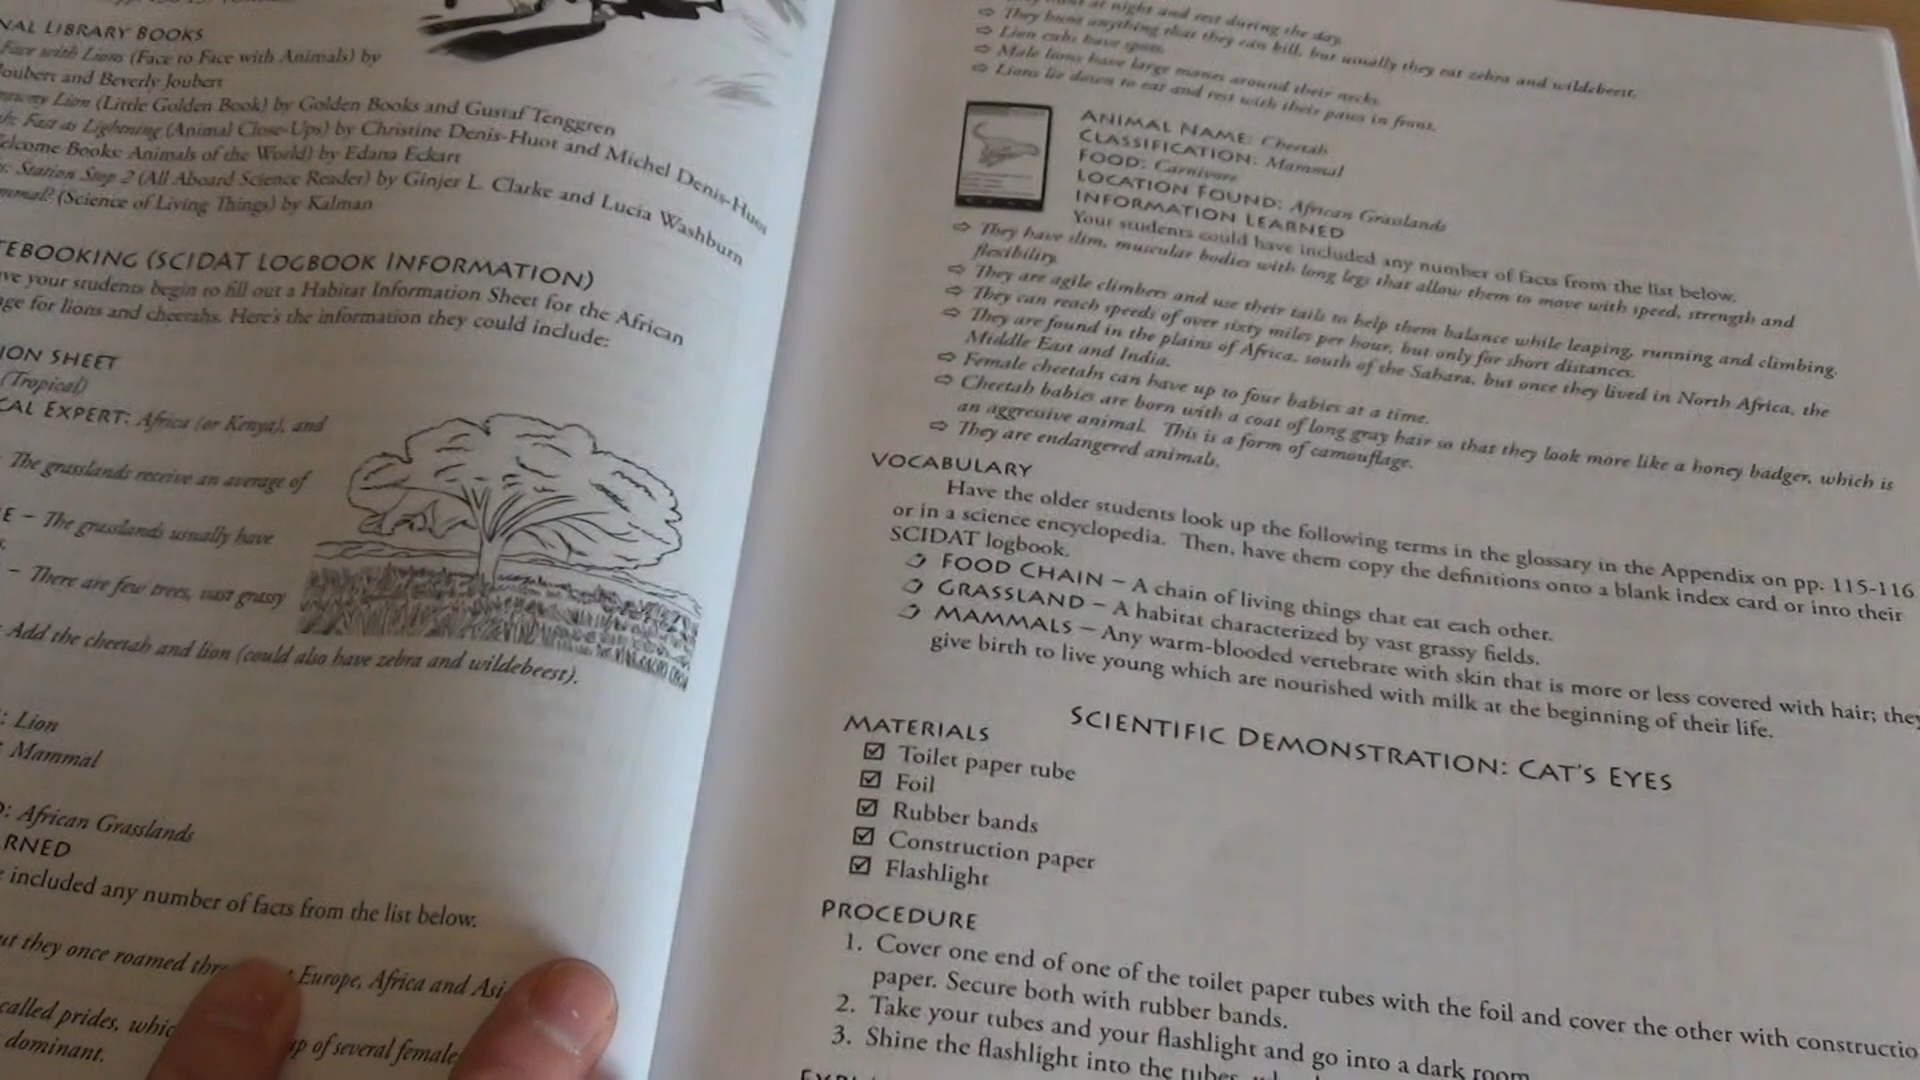 NAL LIBRARY BOOKS
Face with Lions (Face to Face with Animals) by
Joubert and Beverly Joubert
Lion (Little Golden Book) by Golden Books and Gustaf Tenggren
Fast as Lightening (Animal Close-Ups) by Christine Denis-Huot and Michel Denis-Huot
elcome Books: Animals of the World) by Edana Eckart
Station Stop 2 (All Aboard Science Reader) by Ginjer L. Clarke and Lucia Washburn
mmal? (Science of Living Things) by Kalman
TEBOOKING (SCIDAT LOGBOOK INFORMATION)
ve your students begin to fill out a Habitat Information Sheet for the African
age for lions and cheetahs. Here's the information they could include:
ION SHEET
(Tropical)
CAL EXPERT: Africa (or Kenya), and
The grasslands receive an average of
E – The grasslands usually have
– There are few trees, vast grassy
Add the cheetah and lion (could also have zebra and wildebeest).
: Lion
: Mammal
: African Grasslands
RNED
included any number of facts from the list below.
ut they once roamed Europe, Africa and Asi
called prides, of several female
dominant.
at night and rest during the day.
⇨ They hunt anything that they can kill, but usually they eat zebra and wildebeest.
⇨ Lion cubs have spots.
⇨ Male lions have large manes around their necks.
⇨ Lions lie down to eat and rest with their paws in front.
ANIMAL NAME: Cheetah
CLASSIFICATION: Mammal
FOOD: Carnivore
LOCATION FOUND: African Grasslands
INFORMATION LEARNED
Your students could have included any number of facts from the list below.
⇨ They have slim, muscular bodies with long legs that allow them to move with speed, strength and
flexibility.
⇨ They are agile climbers and use their tails to help them balance while leaping, running and climbing.
⇨ They can reach speeds of over sixty miles per hour, but only for short distances.
⇨ They are found in the plains of Africa, south of the Sahara, but once they lived in North Africa, the
Middle East and India.
⇨ Female cheetahs can have up to four babies at a time.
⇨ Cheetah babies are born with a coat of long gray hair so that they look more like a honey badger, which is
an aggressive animal. This is a form of camouflage.
⇨ They are endangered animals.
VOCABULARY
Have the older students look up the following terms in the glossary in the Appendix on pp. 115-116
or in a science encyclopedia. Then, have them copy the definitions onto a blank index card or into their
SCIDAT logbook.
FOOD CHAIN – A chain of living things that eat each other.
GRASSLAND – A habitat characterized by vast grassy fields.
MAMMALS – Any warm-blooded vertebrate with skin that is more or less covered with hair; they
give birth to live young which are nourished with milk at the beginning of their life.
SCIENTIFIC DEMONSTRATION: CAT'S EYES
MATERIALS
☑ Toilet paper tube
☑ Foil
☑ Rubber bands
☑ Construction paper
☑ Flashlight
PROCEDURE
1. Cover one end of one of the toilet paper tubes with the foil and cover the other with constructio
paper. Secure both with rubber bands.
2. Take your tubes and your flashlight and go into a dark room.
3. Shine the flashlight into the tubes